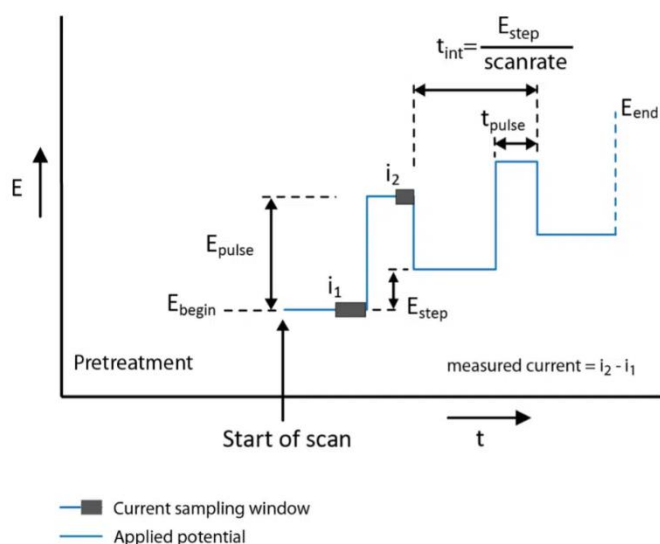 t_int = E_step / scanrate
E_end
t_pulse
i_2
E
E_pulse
i_1
E_begin
E_step
Pretreatment
measured current = i_2 - i_1
Start of scan
t
Current sampling window
Applied potential